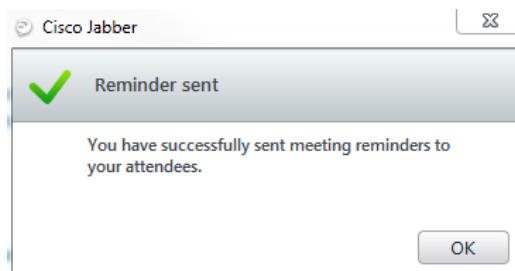 Cisco Jabber
Reminder sent
You have successfully sent meeting reminders to
your attendees.
OK